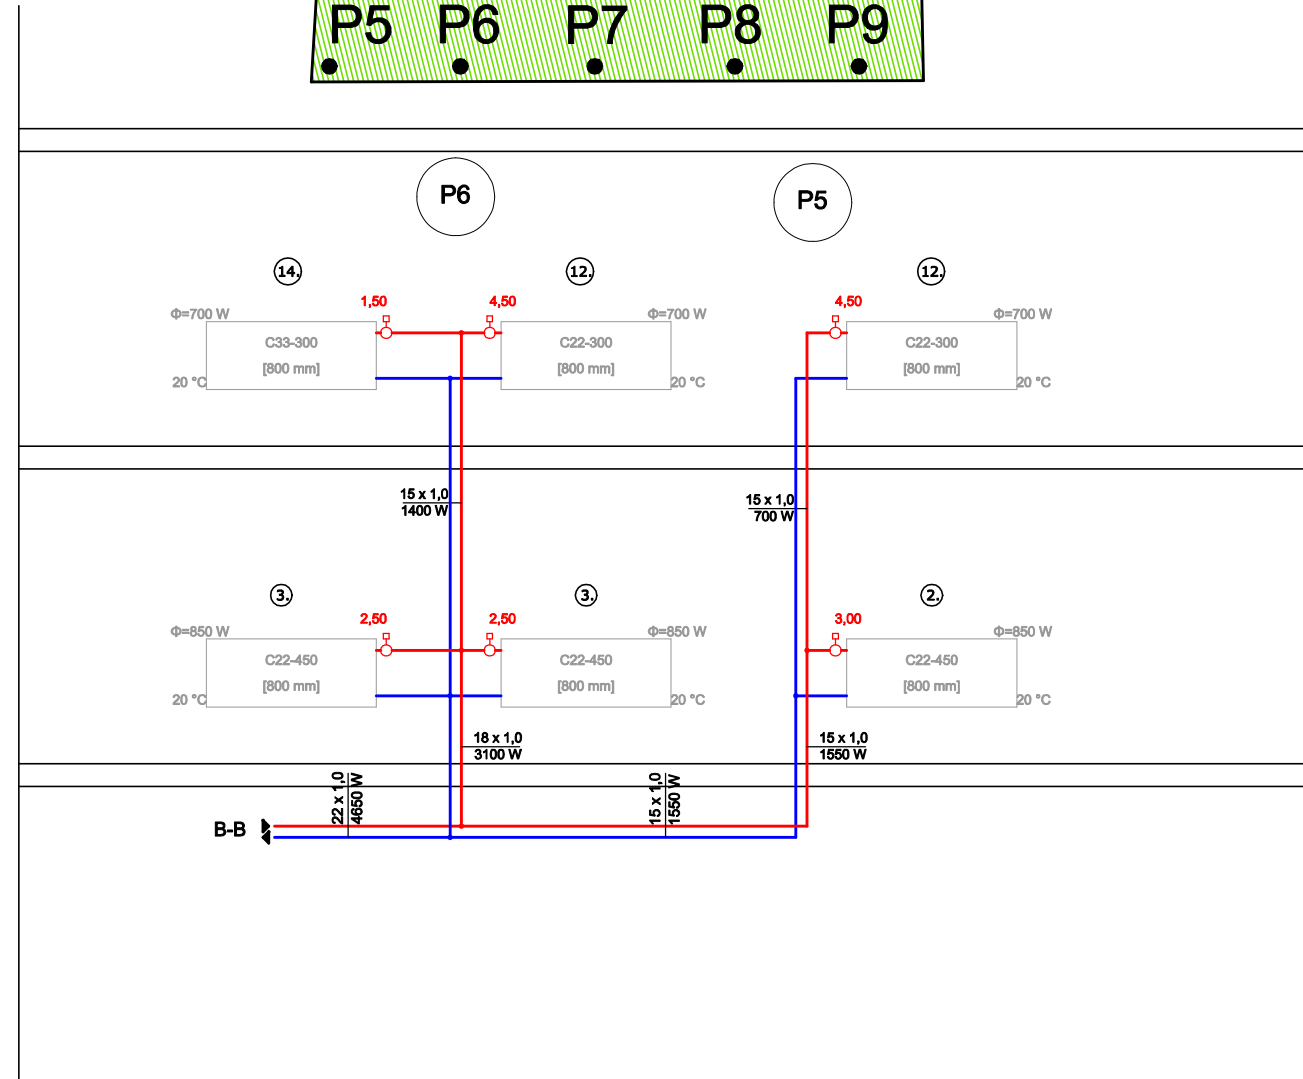 P5 P6 P7 P8 P9
P6
P5
14.
12.
12.
1,50
4,50
4,50
Φ=700 W
Φ=700 W
Φ=700 W
C33-300
C22-300
C22-300
[800 mm]
[800 mm]
[800 mm]
20 °C
20 °C
20 °C
15 x 1,0
1400 W
15 x 1,0
700 W
3.
3.
2.
2,50
2,50
3,00
Φ=850 W
Φ=850 W
Φ=850 W
C22-450
C22-450
C22-450
[800 mm]
[800 mm]
[800 mm]
20 °C
20 °C
20 °C
18 x 1,0
3100 W
15 x 1,0
1550 W
22 x 1,0
4650 W
15 x 1,0
1550 W
B-B